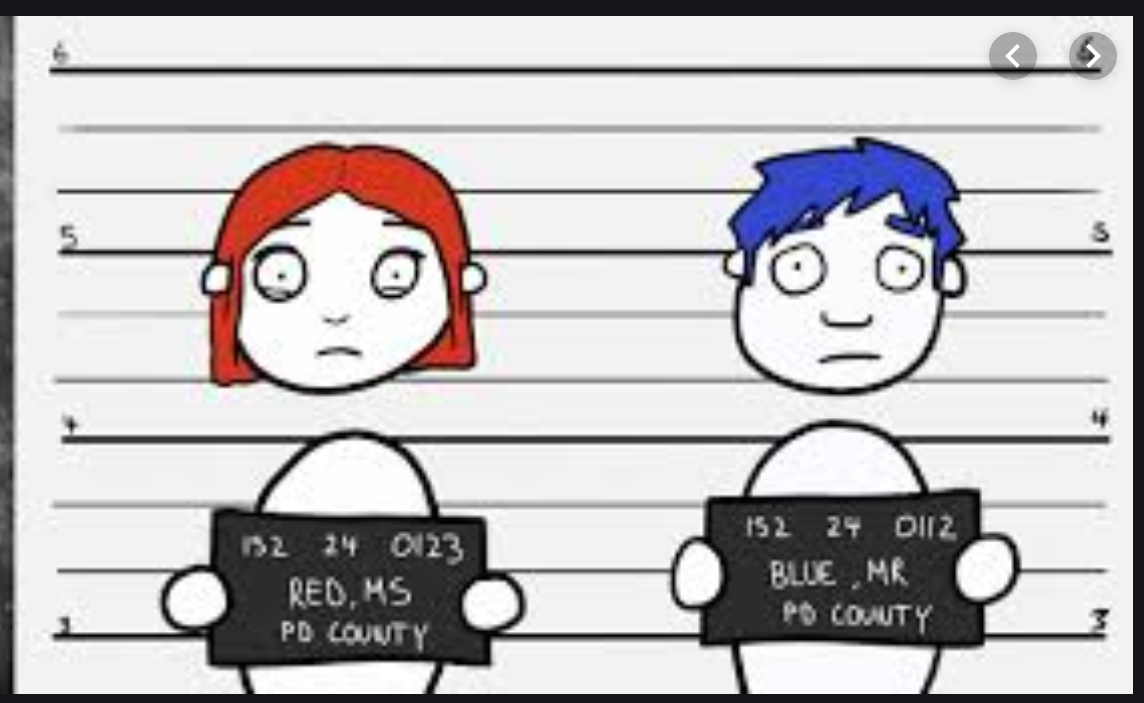 6 6
5 5
4 4
3 3
152 24 0123
RED, MS
PD COUNTY
152 24 0112
BLUE, MR
PD COUNTY